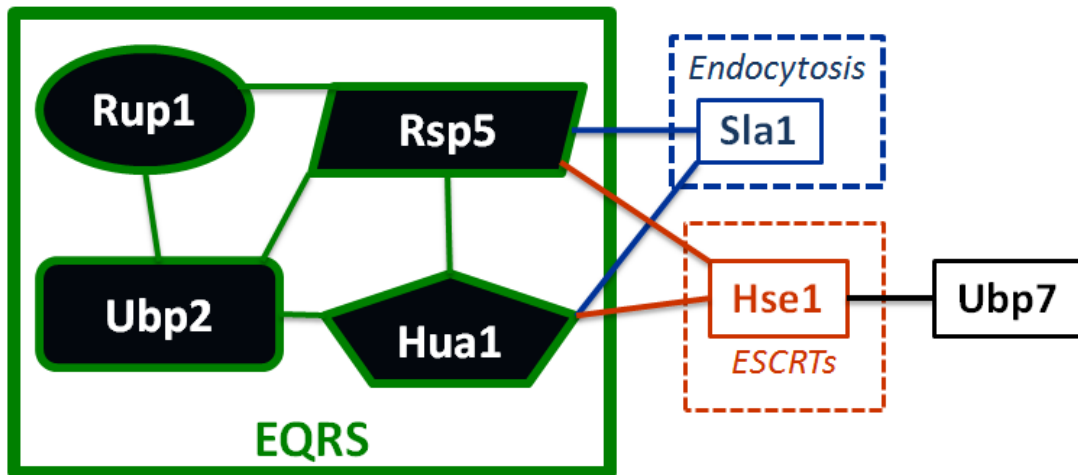 Rup1
Rsp5
Ubp2
Hua1
EQRS
Endocytosis
Sla1
Hse1
ESCRTs
Ubp7